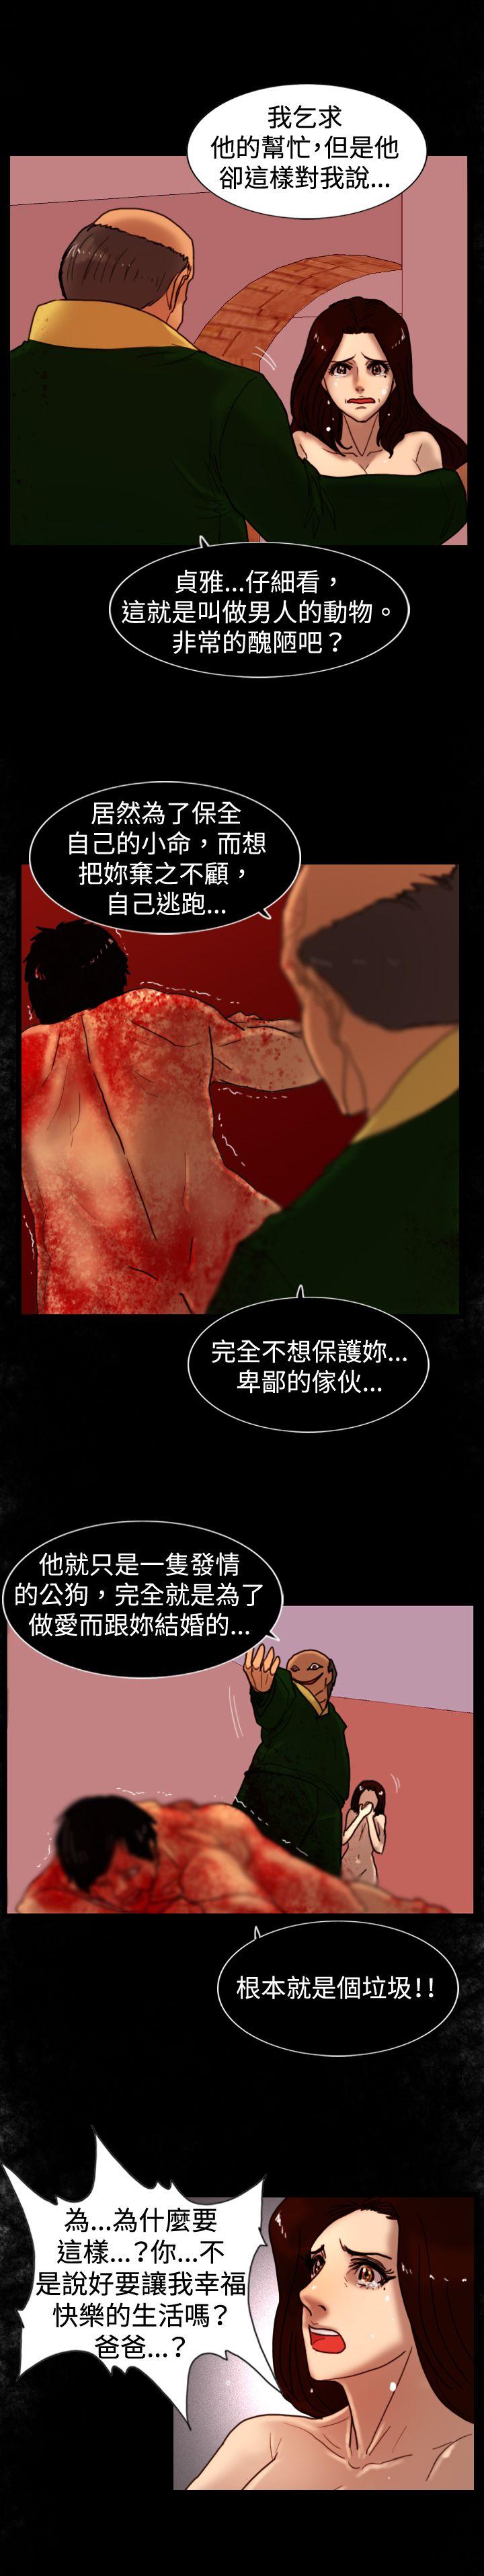 我乞求
他的幫忙，但是他
卻這樣對我說...
貞雅...仔細看，
這就是叫做男人的動物。
非常的醜陋吧？
居然為了保全
自己的小命，而想
把妳棄之不顧，
自己逃跑...
完全不想保護妳...
卑鄙的傢伙...
他就只是一隻發情
的公狗，完全就是為了
做愛而跟妳結婚的...
根本就是個垃圾!!
為...為什麼要
這樣...?你...不
是說好要讓我幸福
快樂的生活嗎?
爸爸...?